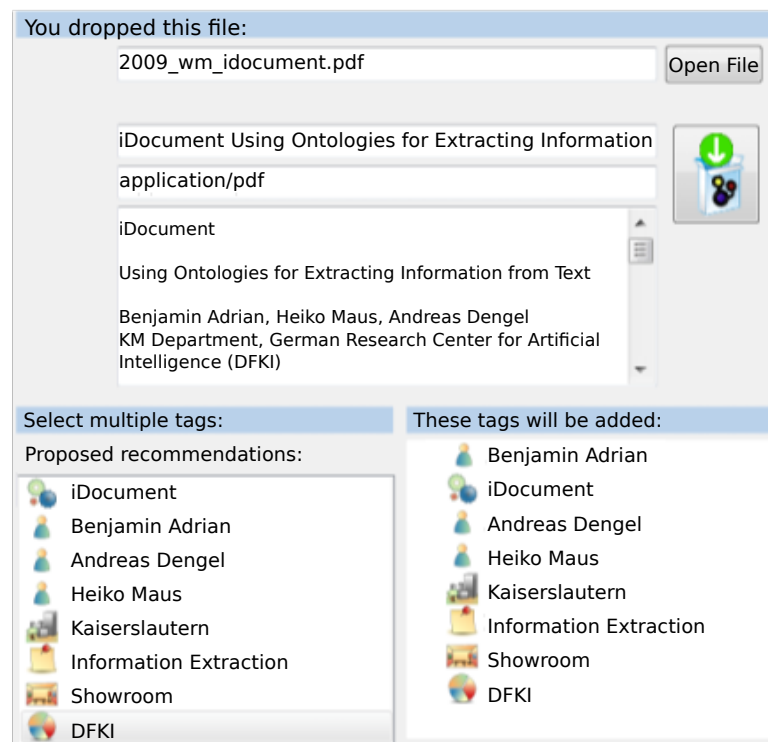 You dropped this file:
2009_wm_idocument.pdf
Open File
iDocument Using Ontologies for Extracting Information
application/pdf
iDocument
Using Ontologies for Extracting Information from Text
Benjamin Adrian, Heiko Maus, Andreas Dengel
KM Department, German Research Center for Artificial
Intelligence (DFKI)
Select multiple tags:
Proposed recommendations:
iDocument
Benjamin Adrian
Andreas Dengel
Heiko Maus
Kaiserslautern
Information Extraction
Showroom
DFKI
These tags will be added:
Benjamin Adrian
iDocument
Andreas Dengel
Heiko Maus
Kaiserslautern
Information Extraction
Showroom
DFKI